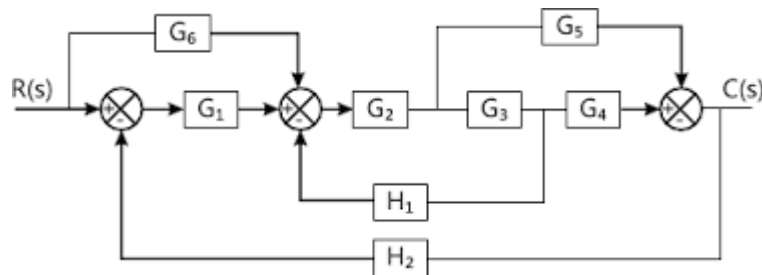 G₆
G₅
R(s)
+
-
G₁
+
-
G₂
G₃
G₄
-
C(s)
H₁
H₂